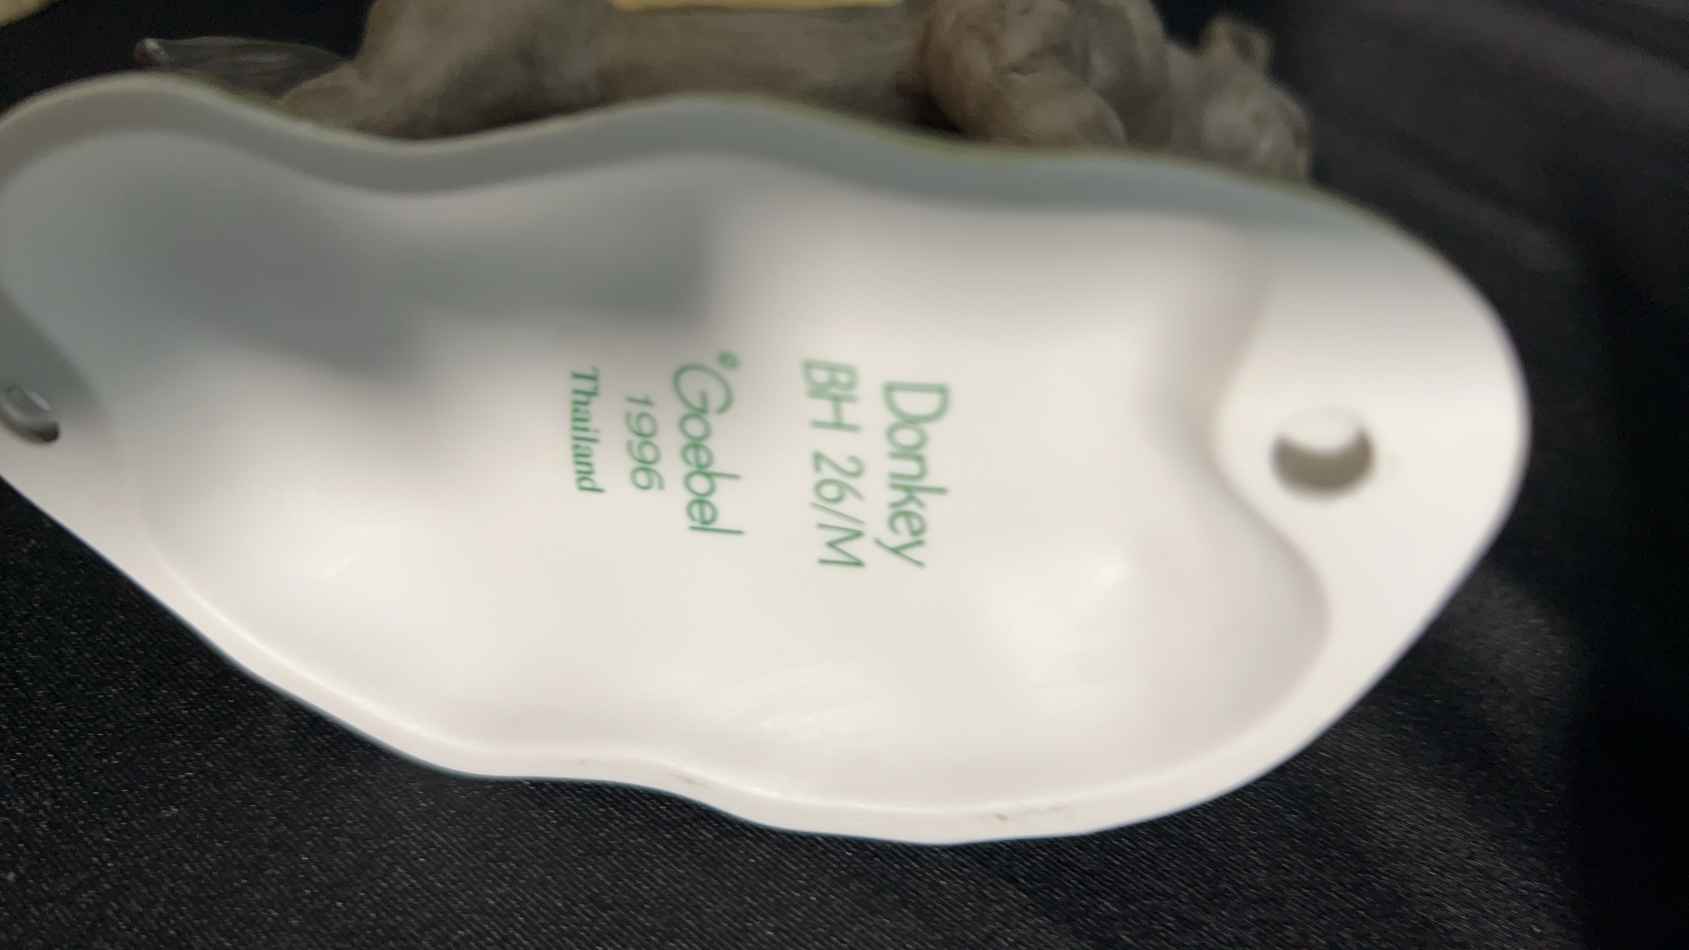 Donkey
BH 26/M
©Goebel
1996
Thailand